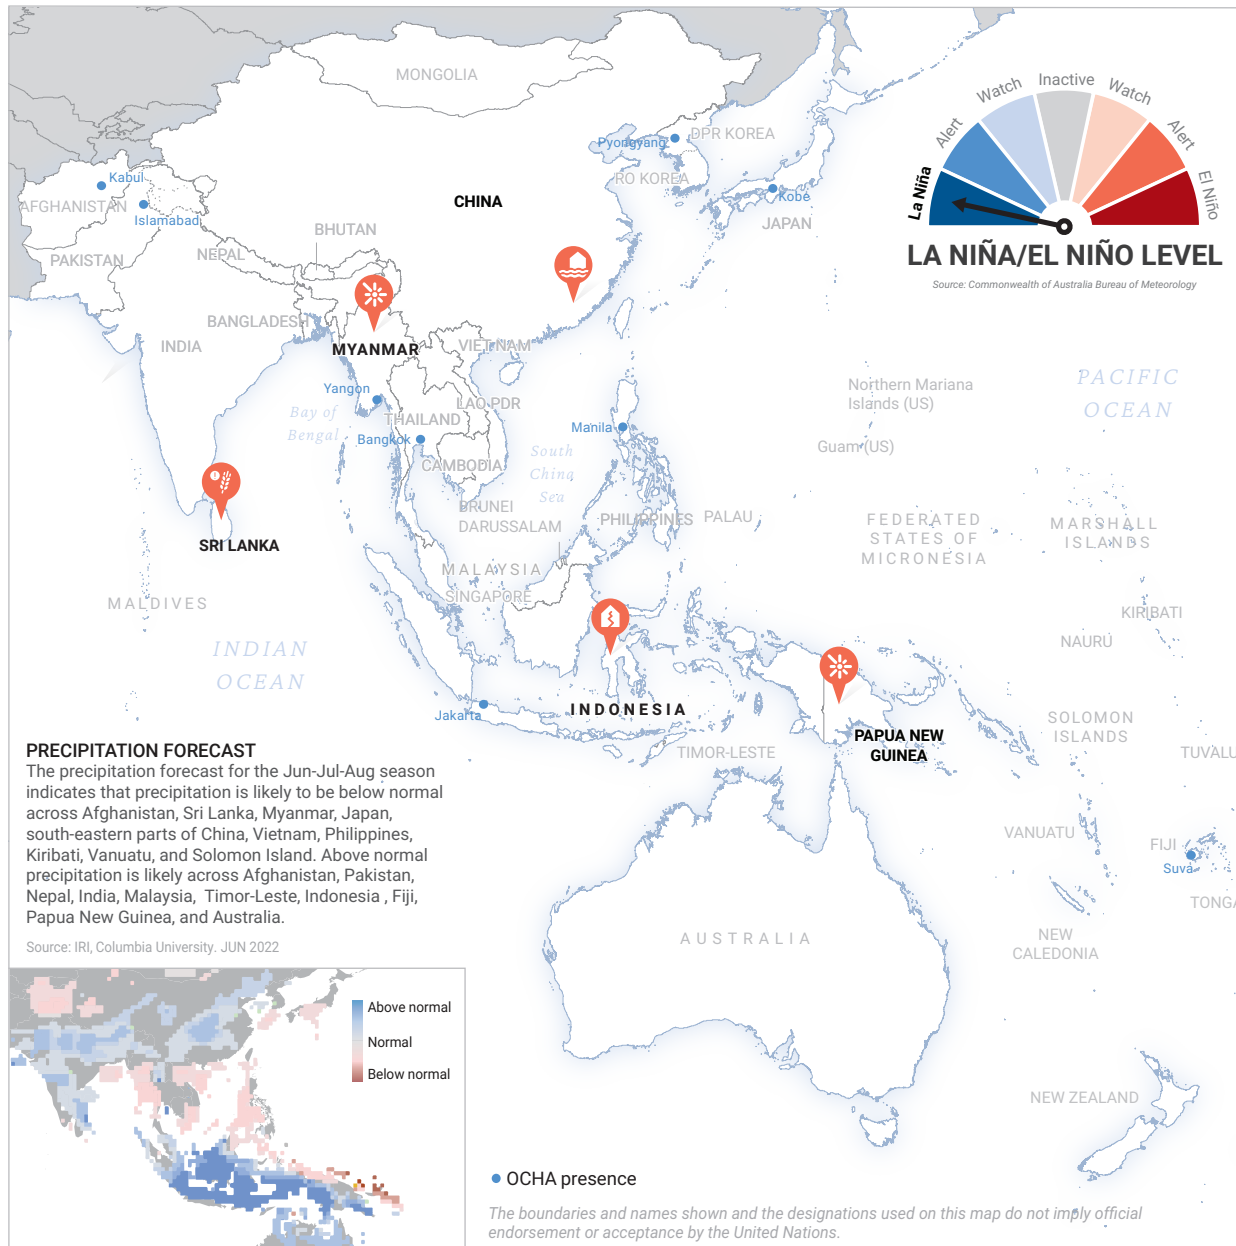 MONGOLIA
DPR KOREA
Pyongyang
RO KOREA
Kobe
JAPAN
Kabul
AFGHANISTAN
Islamabad
PAKISTAN
CHINA
BHUTAN
NEPAL
BANGLADESH
INDIA
MYANMAR
VIET NAM
Yangon
LAO PDR
THAILAND
Bay of
Bengal
Bangkok
Manila
CAMBODIA
South
China
Sea
BRUNEI
DARUSSALAM
PHILIPPINES
PALAU
SRI LANKA
MALAYSIA
SINGAPORE
MALDIVES
INDIAN
OCEAN
Jakarta
INDONESIA
TIMOR-LESTE
PAPUA NEW
GUINEA
Inactive
Watch
Watch
Alert
Alert
La Niña
El Niño
LA NIÑA/EL NIÑO LEVEL
Source: Commonwealth of Australia Bureau of Meteorology
PACIFIC
OCEAN
Northern Mariana
Islands (US)
Guam (US)
FEDERATED
STATES OF
MICRONESIA
MARSHALL
ISLANDS
KIRIBATI
NAURÚ
SOLOMON
ISLANDS
TUVALU
VANUATU
FIJI
Suva
TONGA
NEW
CALEDONIA
AUSTRALIA
NEW ZEALAND
PRECIPITATION FORECAST
The precipitation forecast for the Jun-Jul-Aug season
indicates that precipitation is likely to be below normal
across Afghanistan, Sri Lanka, Myanmar, Japan,
south-eastern parts of China, Vietnam, Philippines,
Kiribati, Vanuatu, and Solomon Island. Above normal
precipitation is likely across Afghanistan, Pakistan,
Nepal, India, Malaysia, Timor-Leste, Indonesia , Fiji,
Papua New Guinea, and Australia.
Source: IRI, Columbia University. JUN 2022
Above normal
Normal
Below normal
OCHA presence
The boundaries and names shown and the designations used on this map do not imply official
endorsement or acceptance by the United Nations.